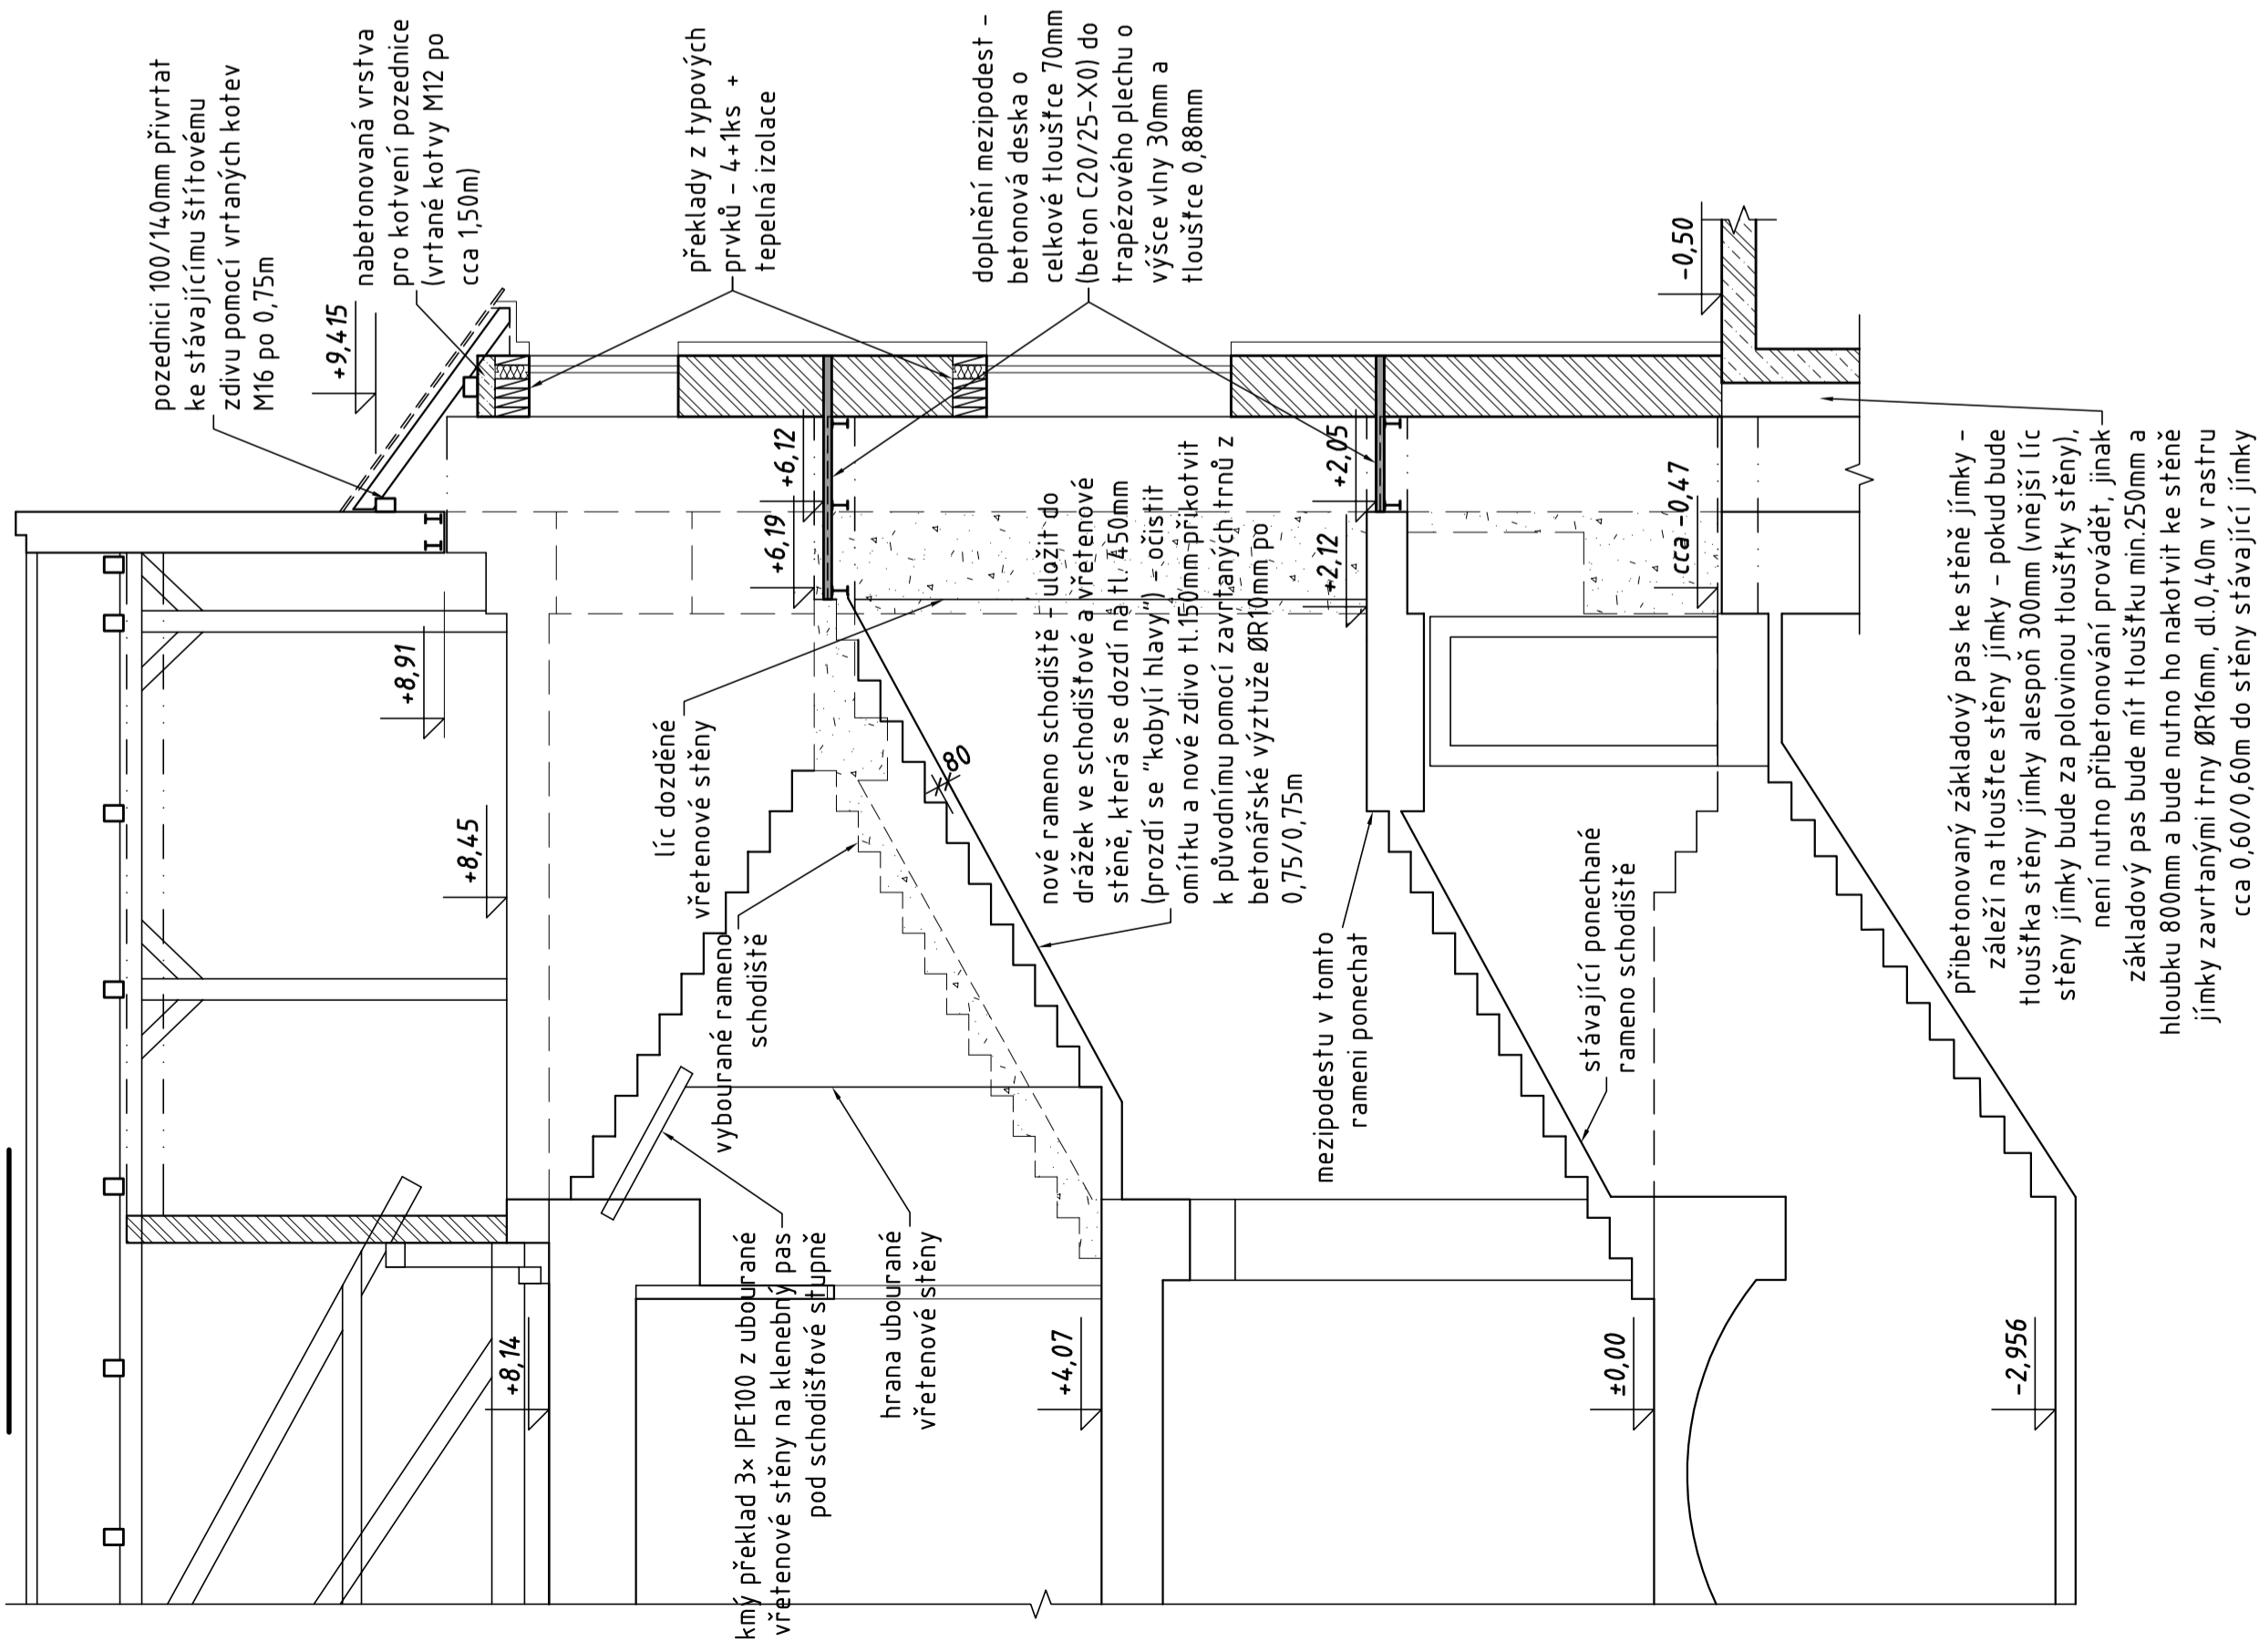 pozednici 100/140mm přivrtat
ke stávajícímu štítovému
zdivu pomocí vrtaných kotev
M16 po 0,75m
+9,415
nabetonovaná vrstva
pro kotvení pozednice
(vrtané kotvy M12 po
cca 1,50m)
překlady z typových
prvků - 4+1ks +
tepelná izolace
doplnění mezipodest -
betonová deska o
celkové tloušťce 70mm
(beton C20/25-X0) do
trapézového plechu o
výšce vlny 30mm a
tloušťce 0,88mm
-0,50
+8,91
+8,45
+8,14
+6,12
+6,19
+2,05
+2,12
cca -0,47
líc dozděné
vřetenové stěny
80
vybourané rameno
schodiště
nové rameno schodiště - uložit do
drážek ve schodišťové a vřetenové
stěně, která se dozdí na tl. 450mm
(prozdí se "kobylí hlavy") - očistit
omítku a nové zdivo tl.150mm přikotvit
k původnímu pomocí zavrtaných trnů z
betonářské výztuže ØR10mm po
0,75/0,75m
mezipodestu v tomto
rameni ponechat
stávající ponechané
rameno schodiště
kmý překlad 3× IPE100 z ubourané
vřetenové stěny na klenebný pas
pod schodišťové stupně
hrana ubourané
vřetenové stěny
+4,07
±0,00
-2,956
přibetonovaný základový pas ke stěně jímky -
záleží na tloušťce stěny jímky - pokud bude
tloušťka stěny jímky alespoň 300mm (vnější líc
stěny jímky bude za polovinou tloušťky stěny),
není nutno přibetonování provádět, jinak
základový pas bude mít tloušťku min.250mm a
hloubku 800mm a bude nutno ho nakotvit ke stěně
jímky zavrtanými trny ØR16mm, dl.0,40m v rastru
cca 0,60/0,60m do stěny stávající jímky